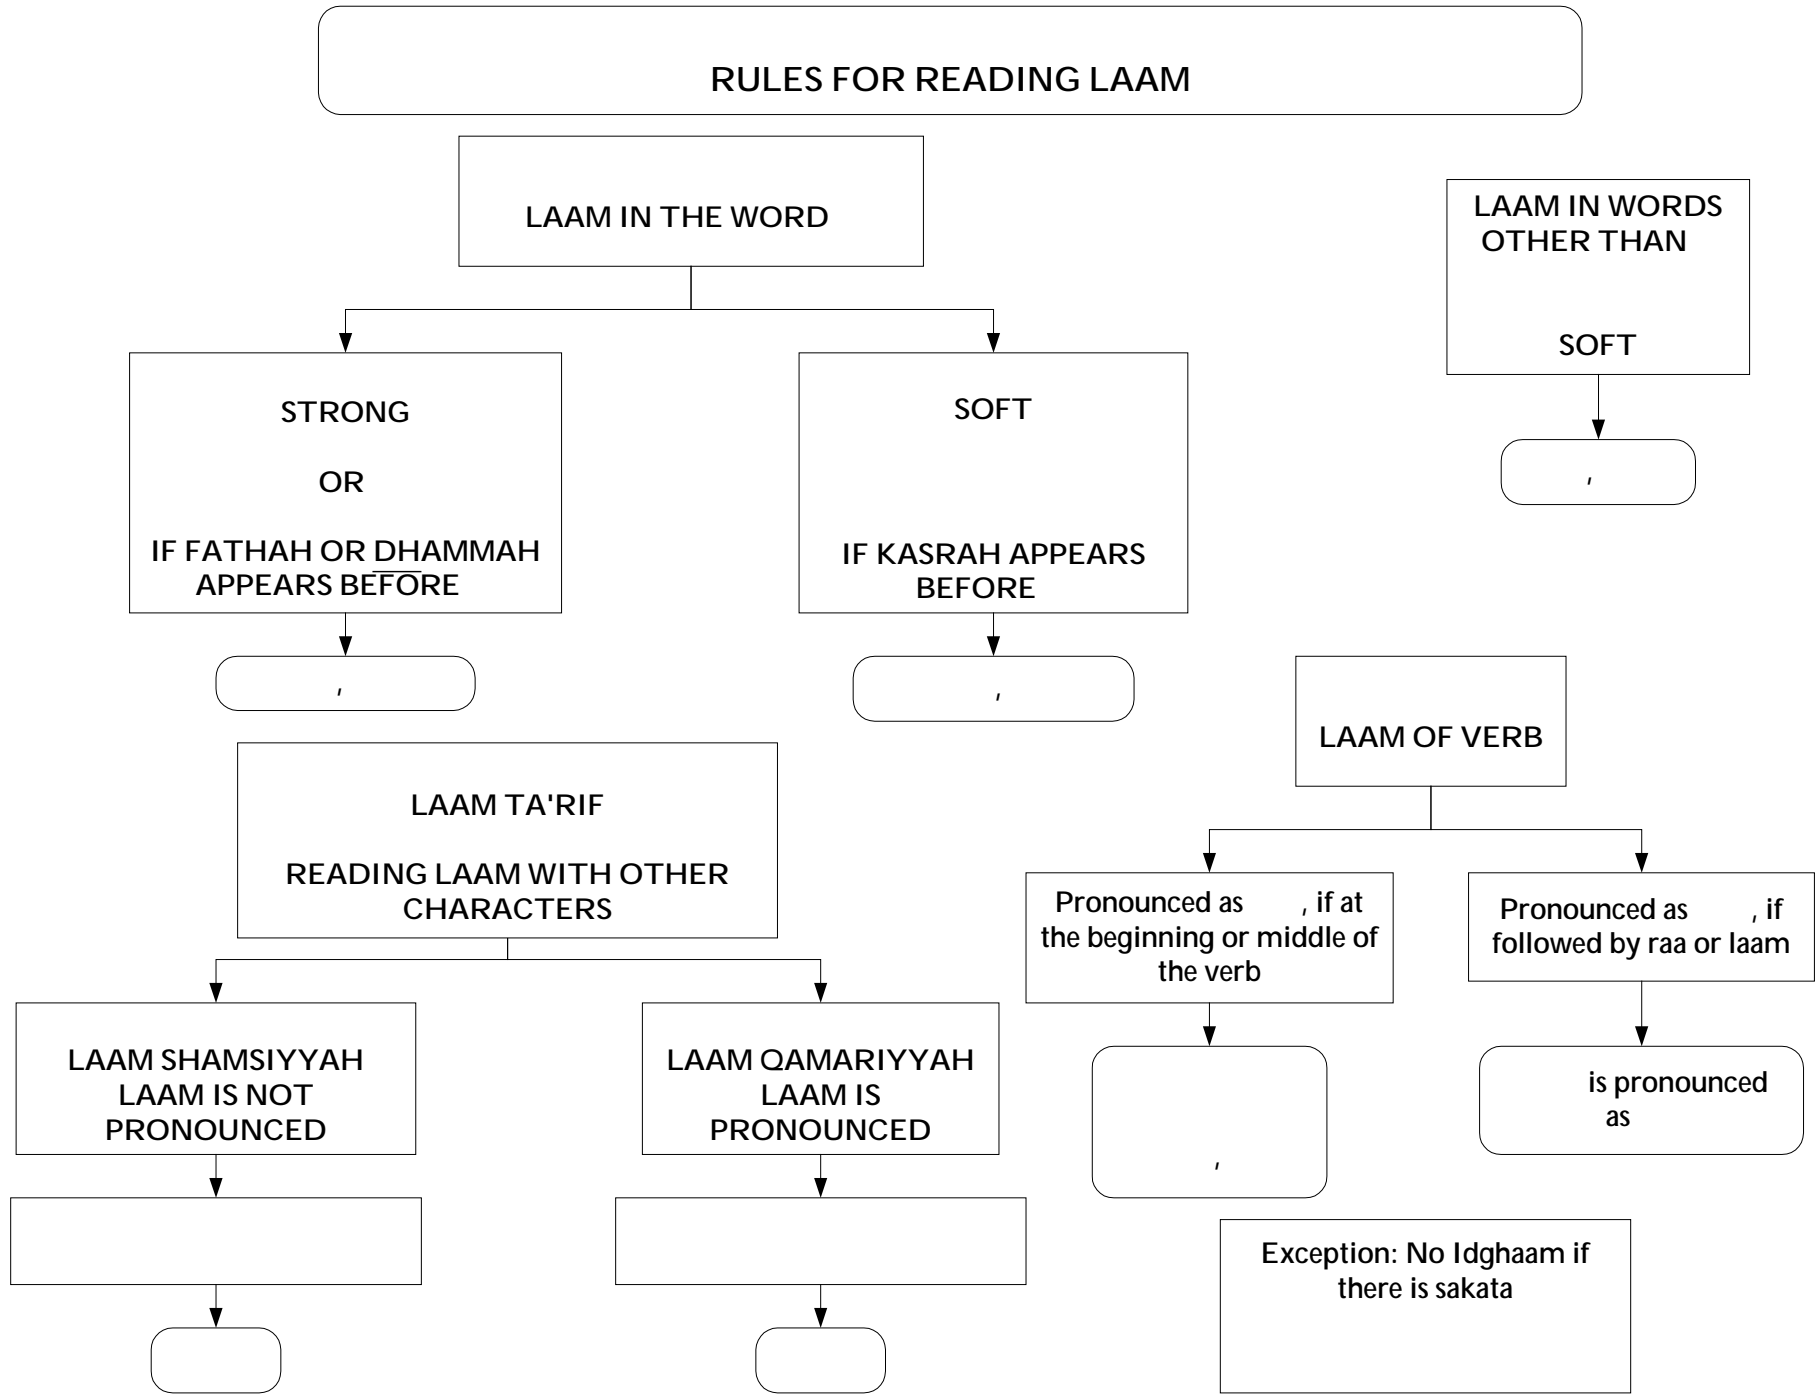 RULES FOR READING LAAM
LAAM IN THE WORD
LAAM IN WORDS
OTHER THAN
SOFT
,
STRONG
OR
IF FATHAH OR DHAMMAH
APPEARS BEFORE
,
SOFT
IF KASRAH APPEARS
BEFORE
,
LAAM TA'RIF
READING LAAM WITH OTHER
CHARACTERS
LAAM SHAMSIYYAH
LAAM IS NOT
PRONOUNCED
LAAM QAMARIYYAH
LAAM IS
PRONOUNCED
LAAM OF VERB
Pronounced as , if at
the beginning or middle of
the verb
,
Pronounced as , if
followed by raa or laam
is pronounced
as
Exception: No Idghaam if
there is sakata